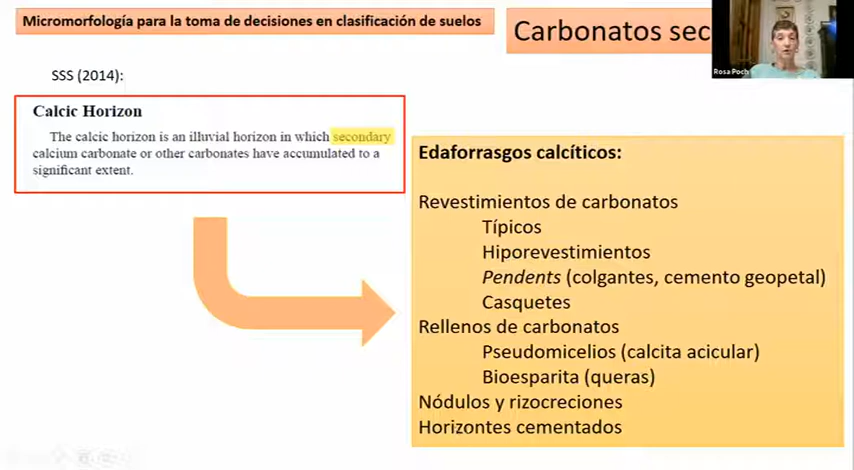 Micromorfología para la toma de decisiones en clasificación de suelos
Carbonatos sec
Rosa Poch
SSS (2014):
Calcic Horizon
The calcic horizon is an illuvial horizon in which secondary
calcium carbonate or other carbonates have accumulated to a
significant extent.
Edaforrasgos calcíticos:
Revestimientos de carbonatos
Típicos
Hiporevestimientos
Pendents (colgantes, cemento geopetal)
Casquetes
Rellenos de carbonatos
Pseudomicelios (calcita acicular)
Bioesparita (queras)
Nódulos y rizocreciones
Horizontes cementados